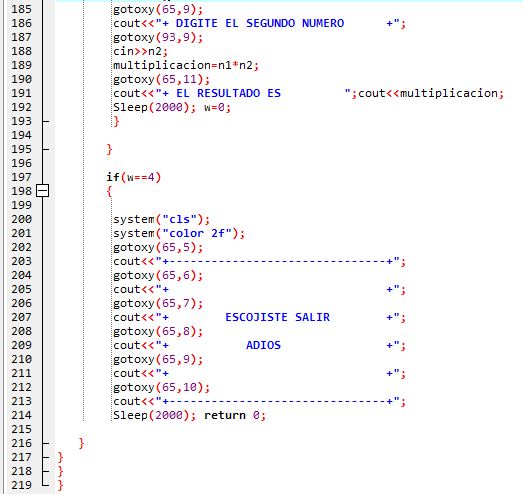 185 gotoxy(65,9);
186 cout<<"+ DIGITE EL SEGUNDO NUMERO      +";
187 gotoxy(93,9);
188 cin>>n2;
189 multiplicacion=n1*n2;
190 gotoxy(65,11);
191 cout<<"+ EL RESULTADO ES         ";cout<<multiplicacion;
192 Sleep(2000); w=0;
193 }
194
195 }
196
197 if(w==4)
198 {
199
200 system("cls");
201 system("color 2f");
202 gotoxy(65,5);
203 cout<<"+-------------------------------+";
204 gotoxy(65,6);
205 cout<<"+                               +";
206 gotoxy(65,7);
207 cout<<"+        ESCOJISTE SALIR        +";
208 gotoxy(65,8);
209 cout<<"+           ADIOS               +";
210 gotoxy(65,9);
211 cout<<"+                               +";
212 gotoxy(65,10);
213 cout<<"+-------------------------------+";
214 Sleep(2000); return 0;
215
216 }
217 }
218 }
219 }